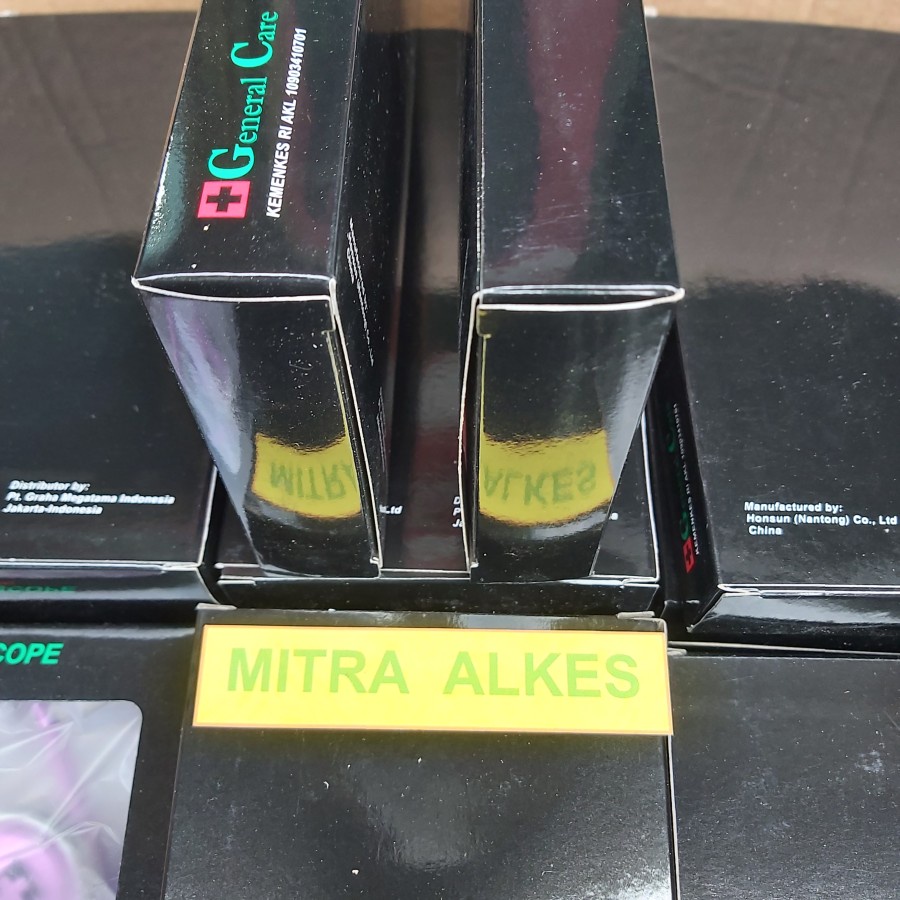 General Care
KEMENKES RI AKL 10903410701
Distributor by:
Pt. Graha Megatama Indonesia
Jakarta-Indonesia
Manufactured by:
Honsun (Nantong) Co., Ltd
China
MITRA ALKES